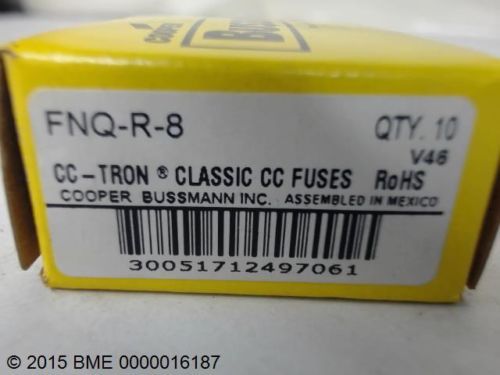 COOPER
FNQ-R-8
QTY. 10
V46
CC-TRON ® CLASSIC CC FUSES RoHS
COOPER BUSSMANN INC. ASSEMBLED IN MEXICO
30051712497061
© 2015 BME 0000016187